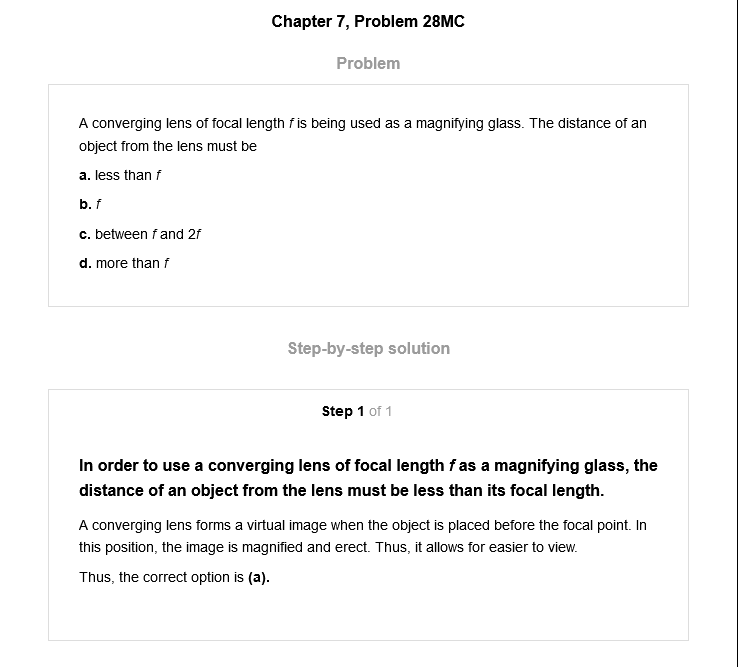 Chapter 7, Problem 28MC
Problem
A converging lens of focal length f is being used as a magnifying glass. The distance of an
object from the lens must be
a. less than f
b. f
c. between f and 2f
d. more than f
Step-by-step solution
Step 1 of 1
In order to use a converging lens of focal length f as a magnifying glass, the
distance of an object from the lens must be less than its focal length.
A converging lens forms a virtual image when the object is placed before the focal point. In
this position, the image is magnified and erect. Thus, it allows for easier to view.
Thus, the correct option is (a).